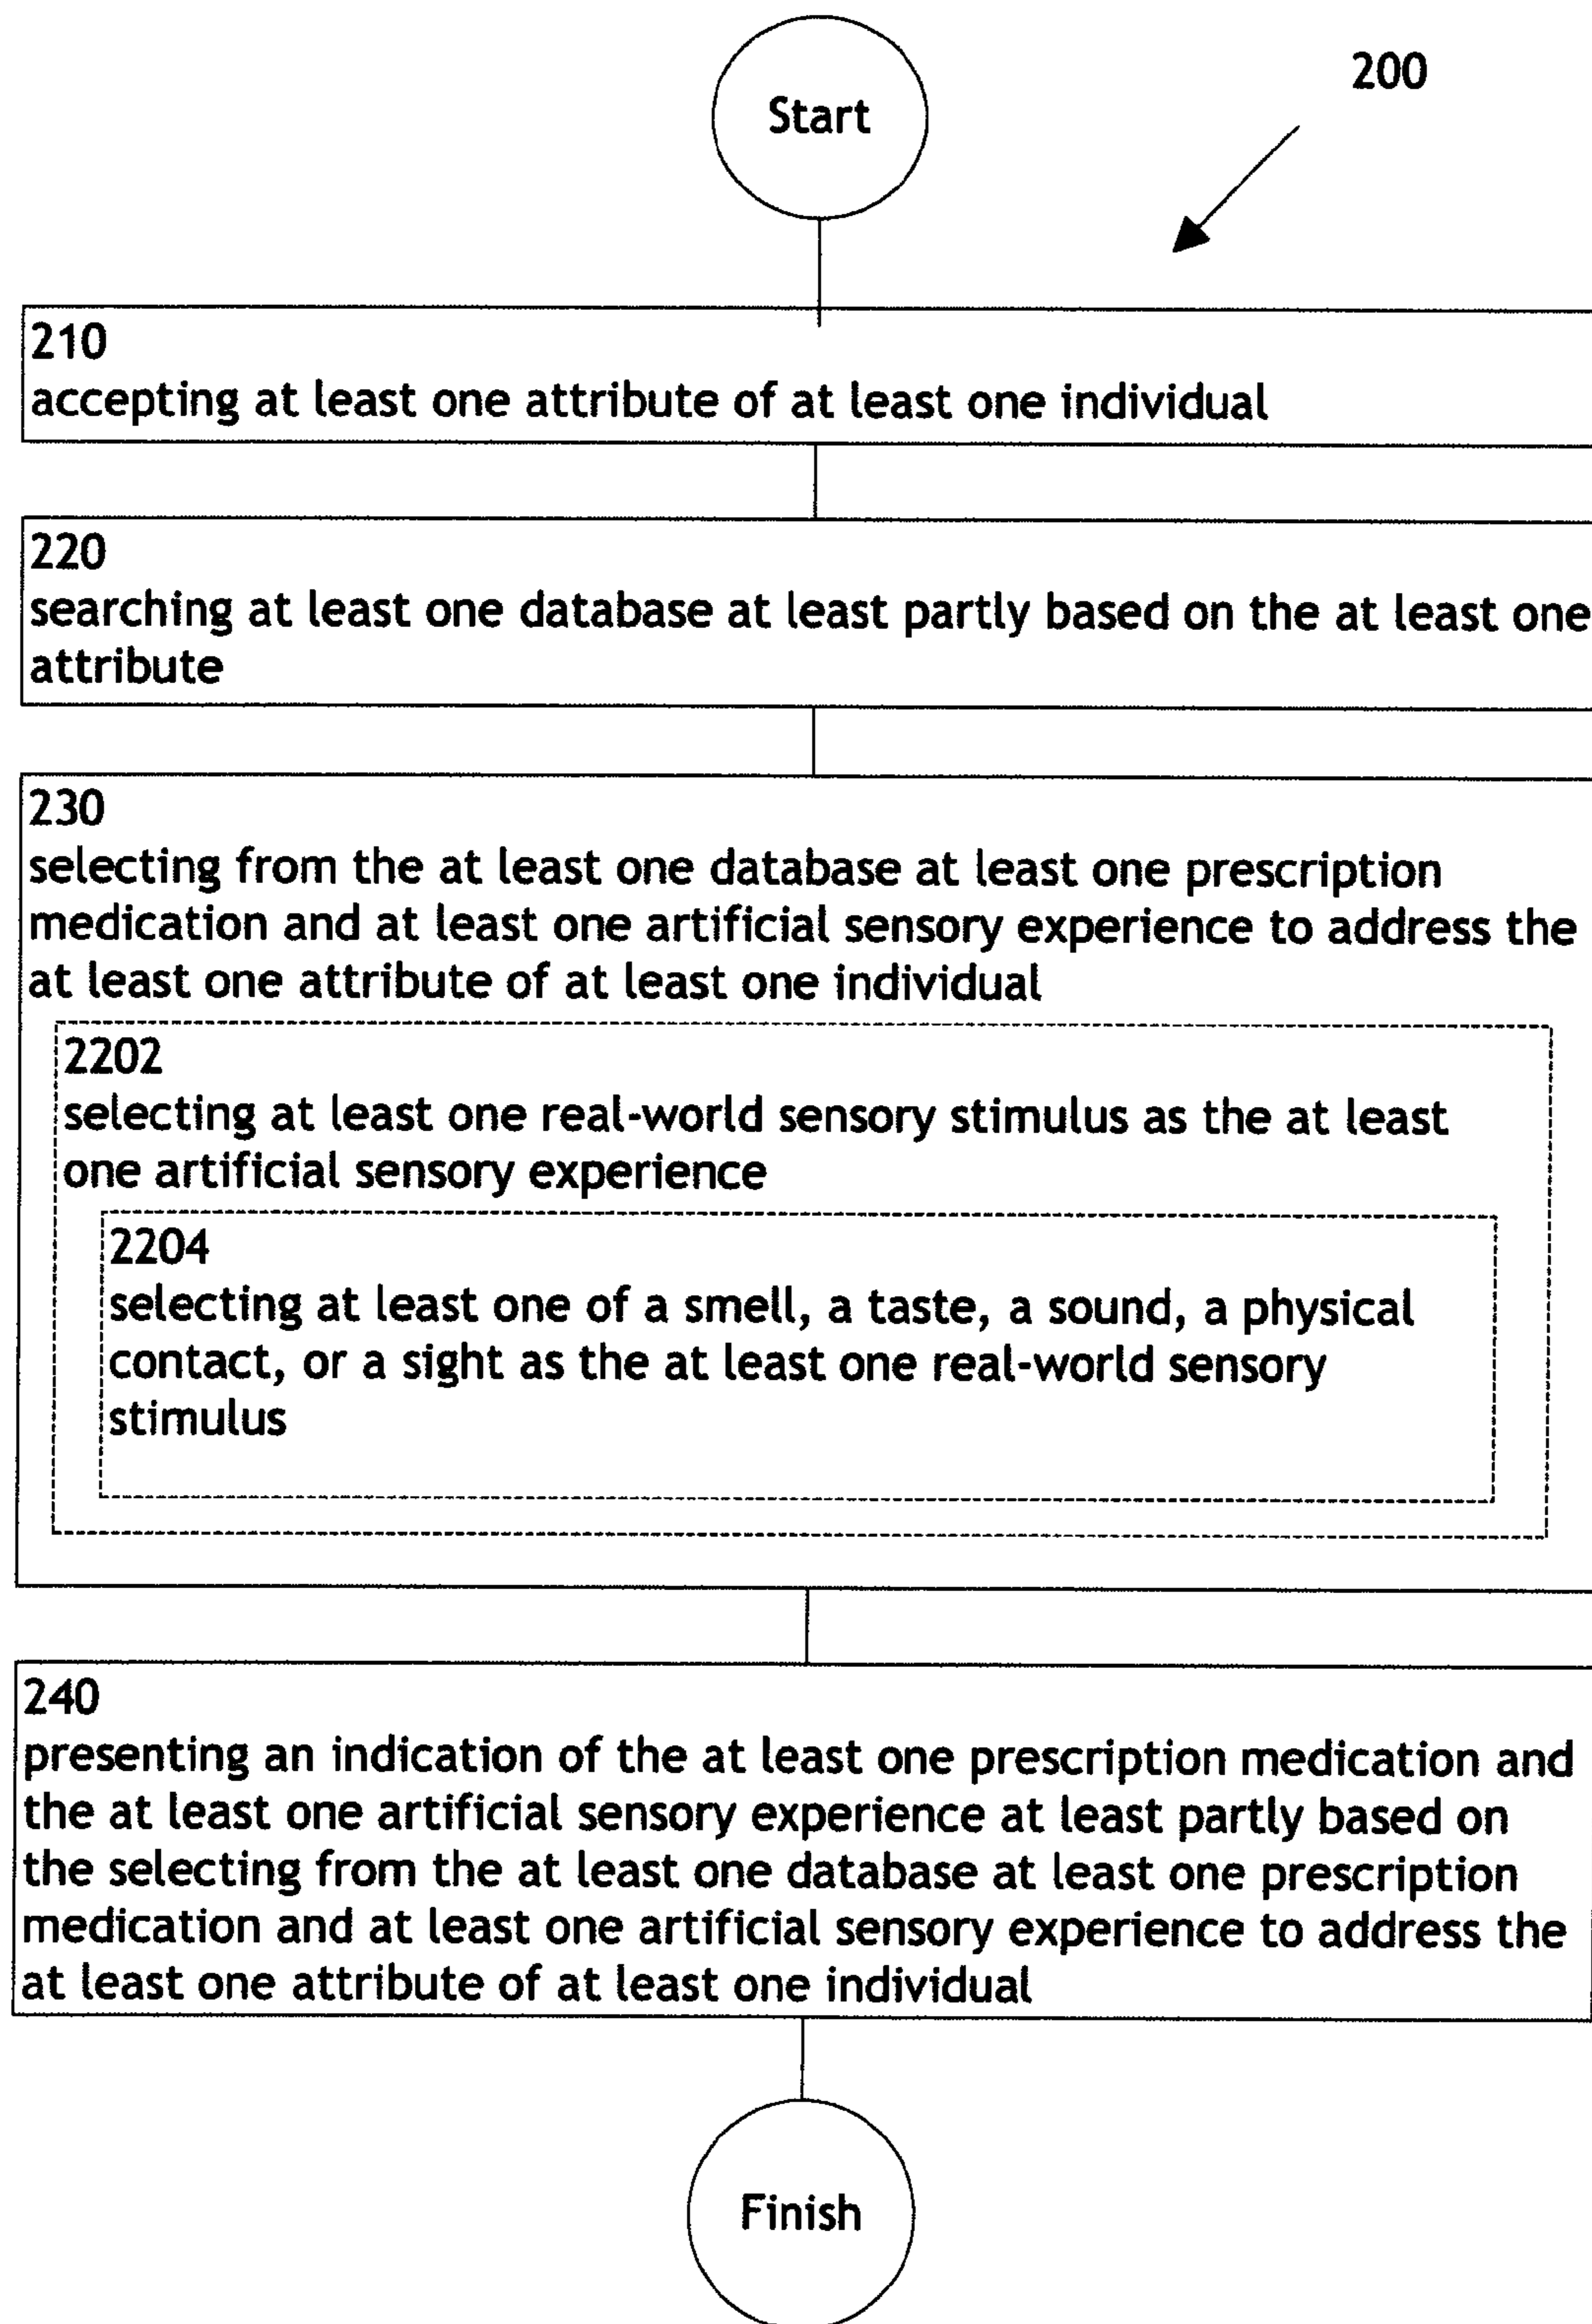 Start
200
210
accepting at least one attribute of at least one individual
220
searching at least one database at least partly based on the at least one
attribute
230
selecting from the at least one database at least one prescription
medication and at least one artificial sensory experience to address the
at least one attribute of at least one individual
2202
selecting at least one real-world sensory stimulus as the at least
one artificial sensory experience
2204
selecting at least one of a smell, a taste, a sound, a physical
contact, or a sight as the at least one real-world sensory
stimulus
240
presenting an indication of the at least one prescription medication and
the at least one artificial sensory experience at least partly based on
the selecting from the at least one database at least one prescription
medication and at least one artificial sensory experience to address the
at least one attribute of at least one individual
Finish